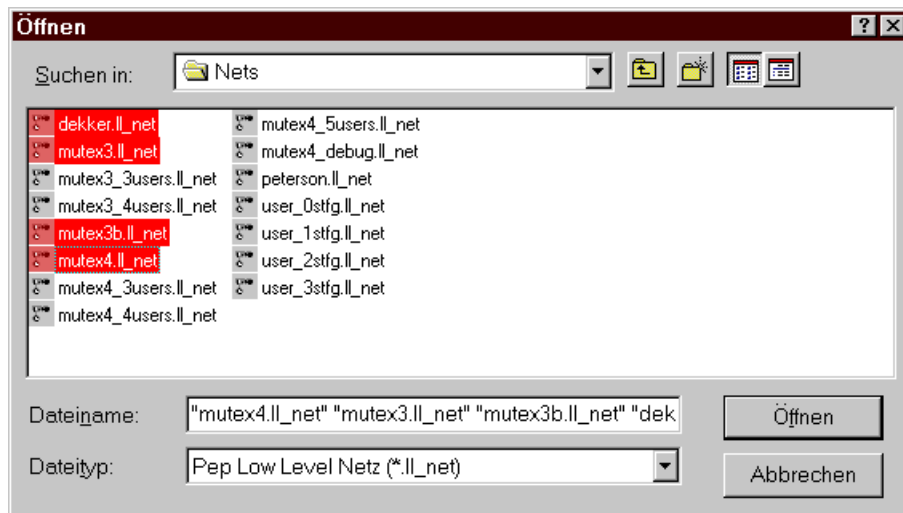 Öffnen
Suchen in: Nets
dekker.ll_net
mutex3.ll_net
mutex3_3users.ll_net
mutex3_4users.ll_net
mutex3b.ll_net
mutex4.ll_net
mutex4_3users.ll_net
mutex4_4users.ll_net
mutex4_5users.ll_net
mutex4_debug.ll_net
peterson.ll_net
user_0stfg.ll_net
user_1stfg.ll_net
user_2stfg.ll_net
user_3stfg.ll_net
Dateiname: "mutex4.ll_net" "mutex3.ll_net" "mutex3b.ll_net" "dek
Öffnen
Dateityp: Pep Low Level Netz (*.ll_net)
Abbrechen